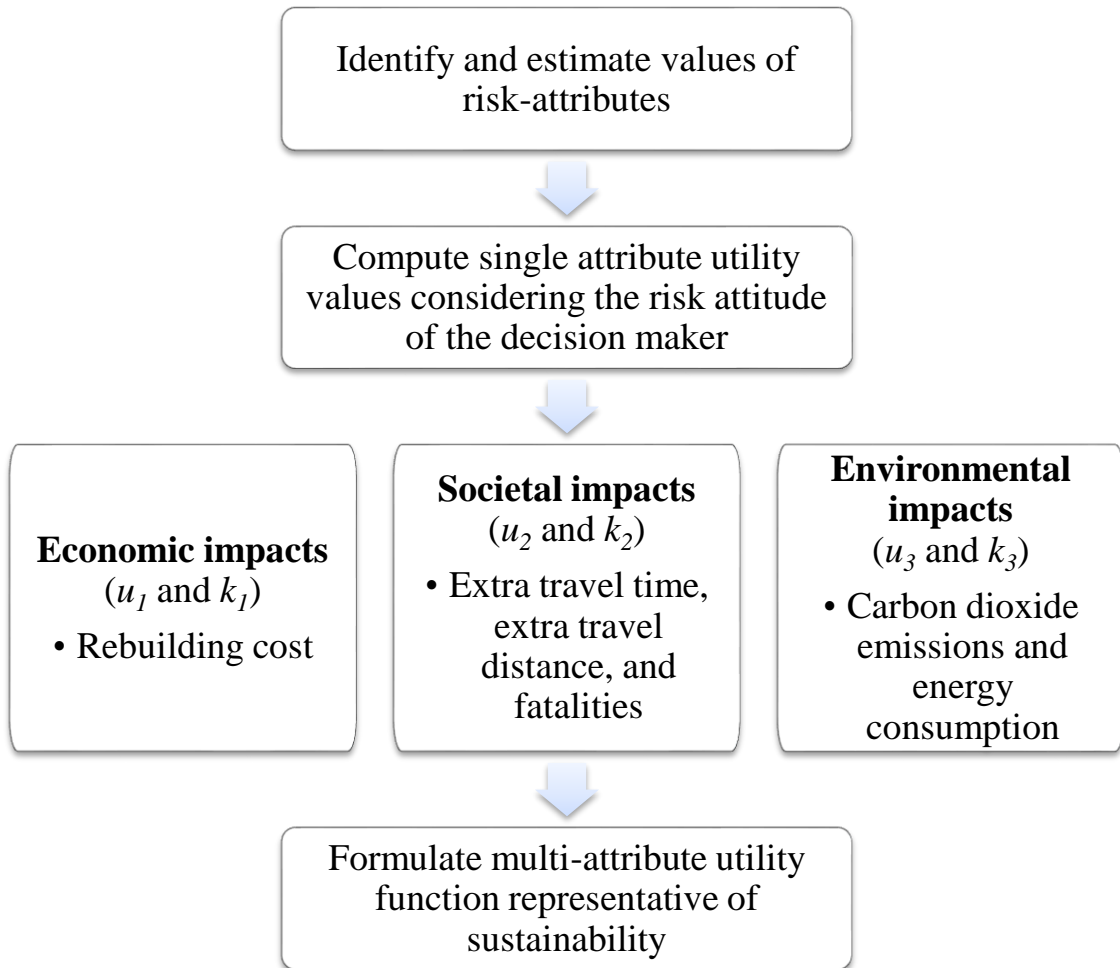 Identify and estimate values of
risk-attributes
Compute single attribute utility
values considering the risk attitude
of the decision maker
Economic impacts
(u1 and k1)
• Rebuilding cost
Societal impacts
(u2 and k2)
• Extra travel time,
extra travel
distance, and
fatalities
Environmental
impacts
(u3 and k3)
• Carbon dioxide
emissions and
energy
consumption
Formulate multi-attribute utility
function representative of
sustainability